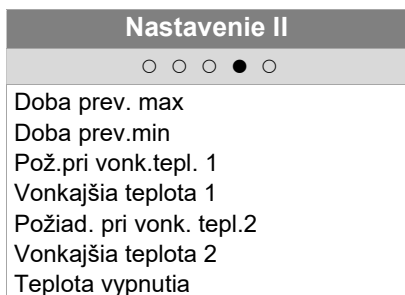 Nastavenie II
○ ○ ○ ● ○
Doba prev. max
Doba prev.min
Pož.pri vonk.tepl. 1
Vonkajšia teplota 1
Požiad. pri vonk. tepl.2
Vonkajšia teplota 2
Teplota vypnutia